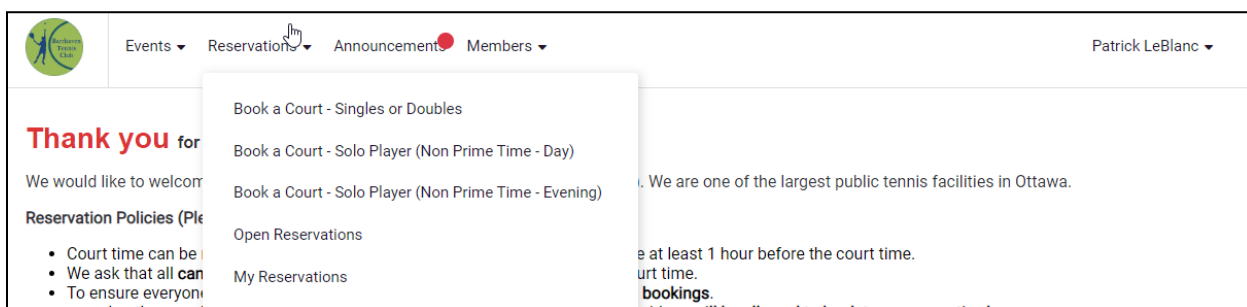 Barrhaven
Tennis
Club
Events
Reservations
Announcements
Members
Patrick LeBlanc
Book a Court - Singles or Doubles
Book a Court - Solo Player (Non Prime Time - Day)
Book a Court - Solo Player (Non Prime Time - Evening)
Open Reservations
My Reservations
Thank you for
We would like to welcom . We are one of the largest public tennis facilities in Ottawa.
Reservation Policies (Ple
• Court time can be e at least 1 hour before the court time.
• We ask that all can urt time.
• To ensure everyone bookings.